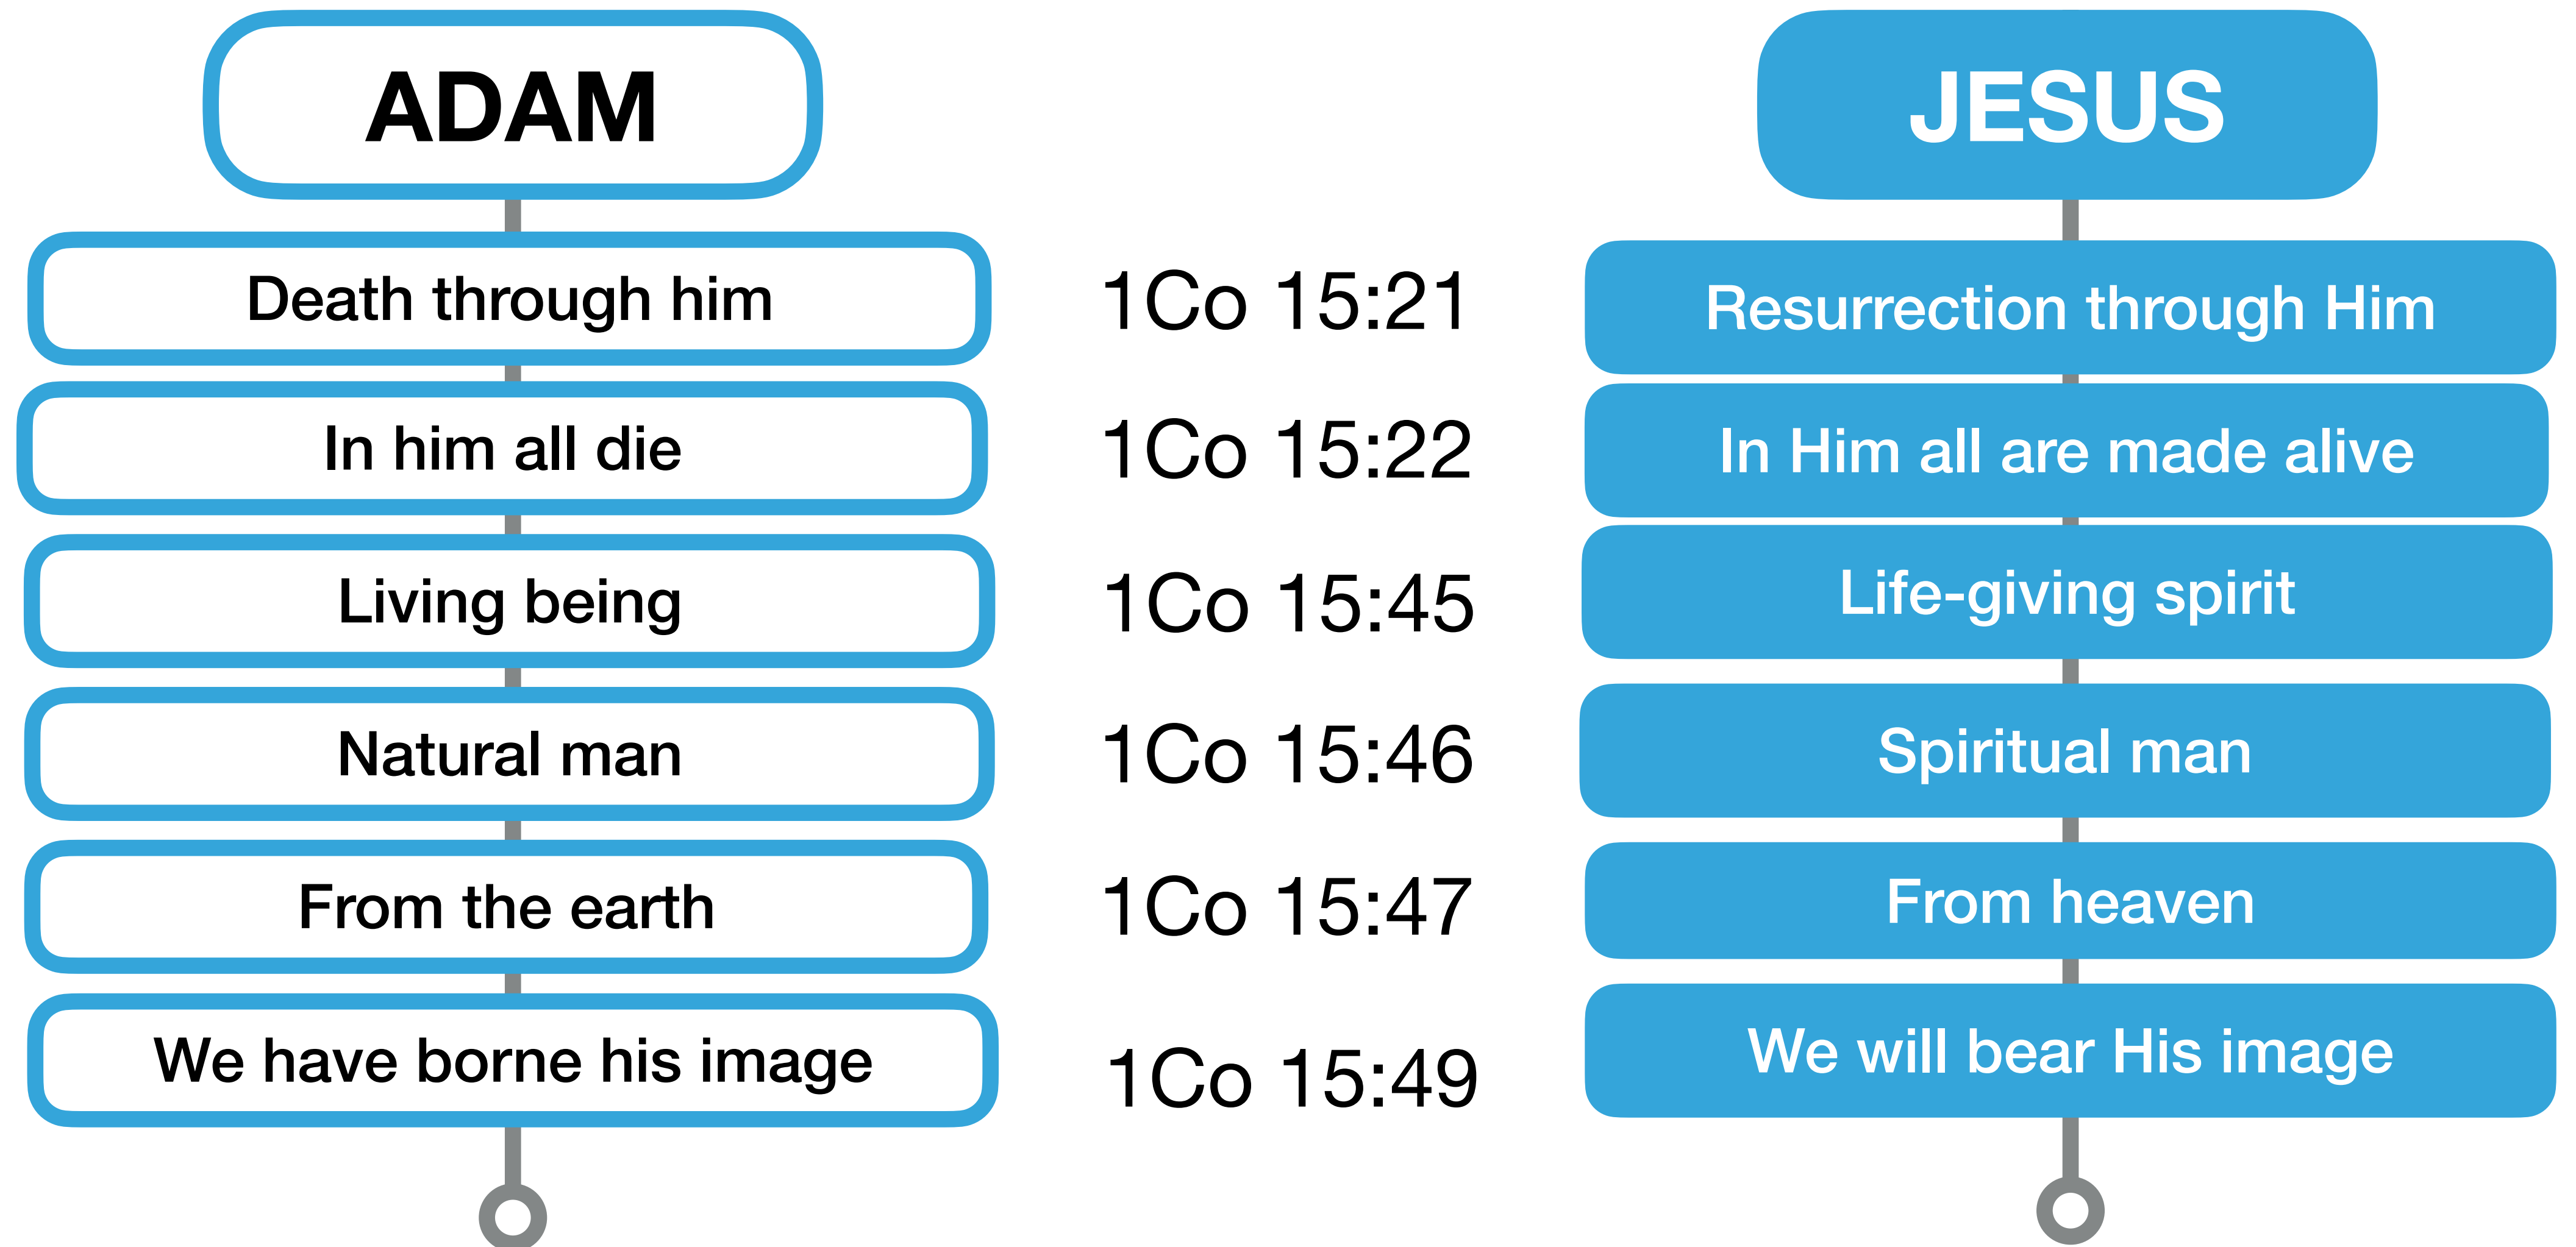 ADAM
JESUS
Death through him
1Co 15:21
Resurrection through Him
In him all die
1Co 15:22
In Him all are made alive
Living being
1Co 15:45
Life-giving spirit
Natural man
1Co 15:46
Spiritual man
From the earth
1Co 15:47
From heaven
We have borne his image
1Co 15:49
We will bear His image